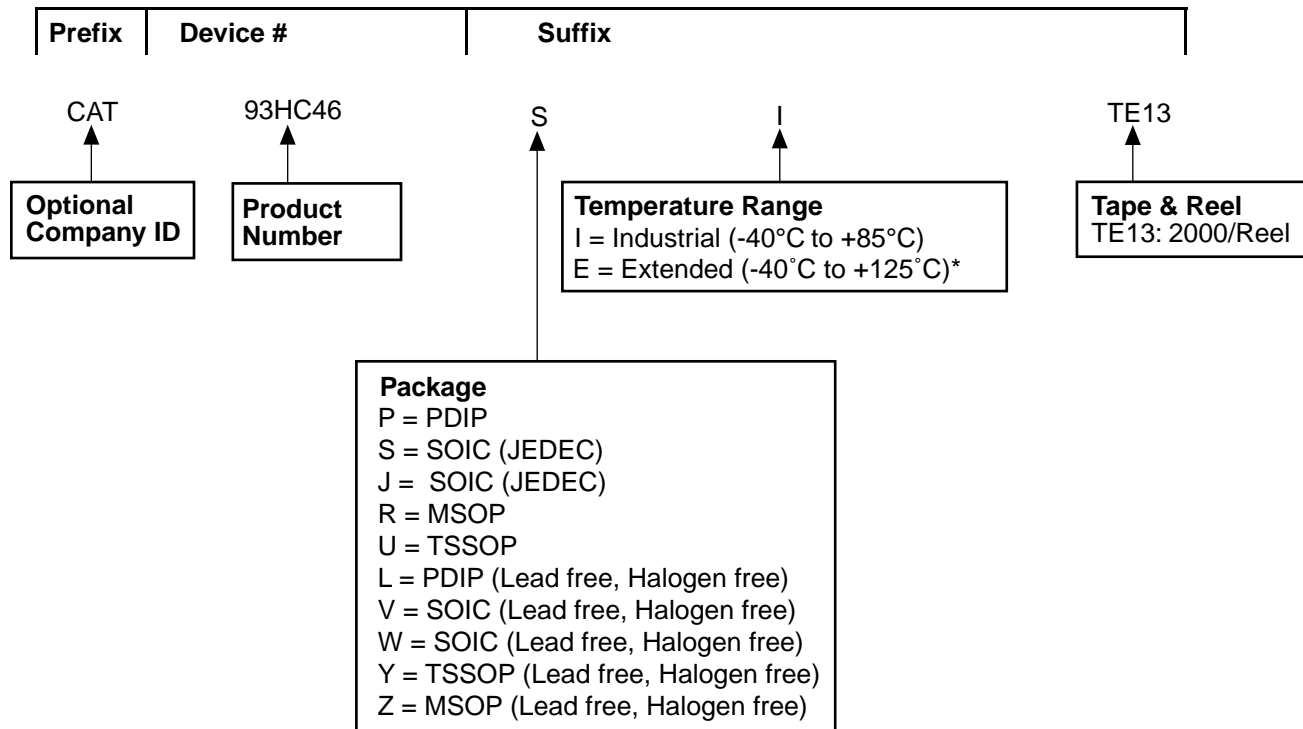 Prefix Device # Suffix
CAT 93HC46 S I TE13
Optional
Company ID
Product
Number
Temperature Range
I = Industrial (-40°C to +85°C)
E = Extended (-40˚C to +125˚C)*
Tape & Reel
TE13: 2000/Reel
Package
P = PDIP
S = SOIC (JEDEC)
J = SOIC (JEDEC)
R = MSOP
U = TSSOP
L = PDIP (Lead free, Halogen free)
V = SOIC (Lead free, Halogen free)
W = SOIC (Lead free, Halogen free)
Y = TSSOP (Lead free, Halogen free)
Z = MSOP (Lead free, Halogen free)